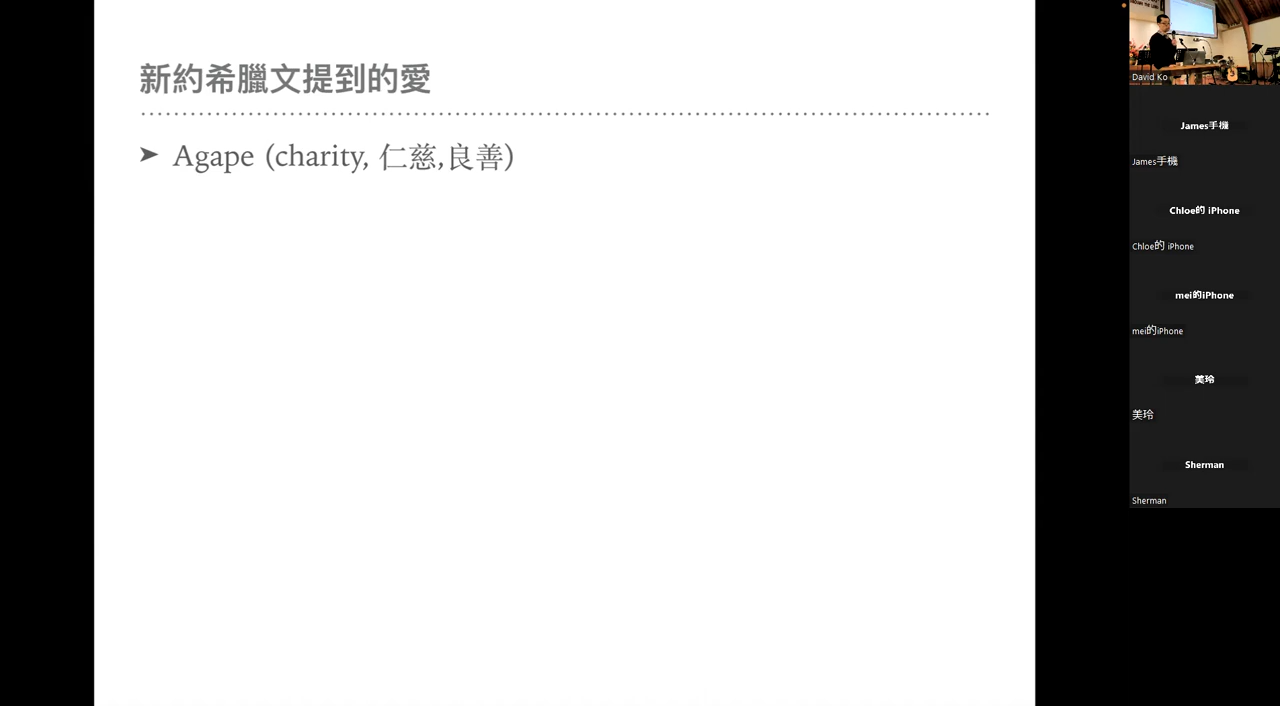 新約希臘文提到的愛
➤ Agape (charity, 仁慈,良善)
David Ko
James手機
James手機
Chloe的 iPhone
Chloe的 iPhone
mei的iPhone
mei的iPhone
美玲
美玲
Sherman
Sherman